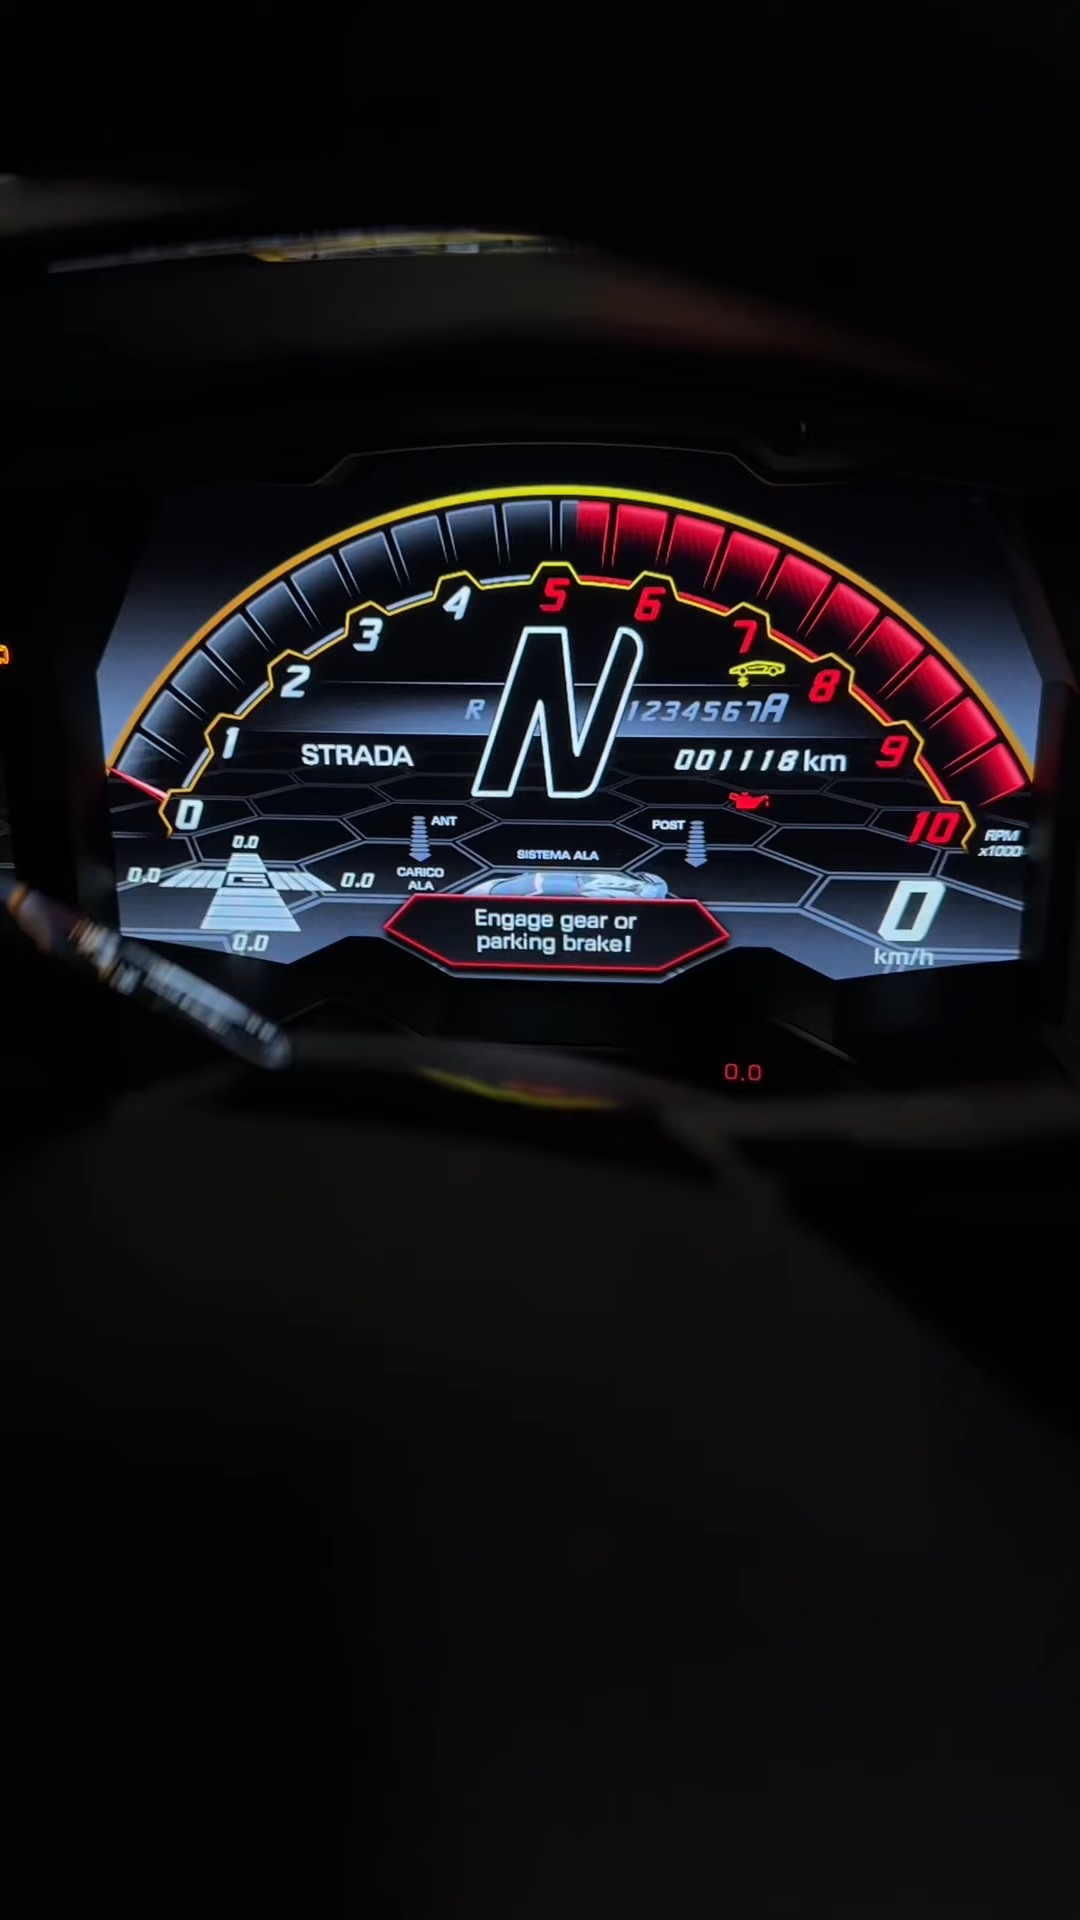 0 1 2 3 4 5 6 7 8 9 10
RPM
x1000
N
R 1234567A
STRADA
001118 km
ANT
POST
SISTEMA ALA
CARICO
ALA
0.0
0.0 G 0.0
0.0
Engage gear or
parking brake!
0
km/h
0.0